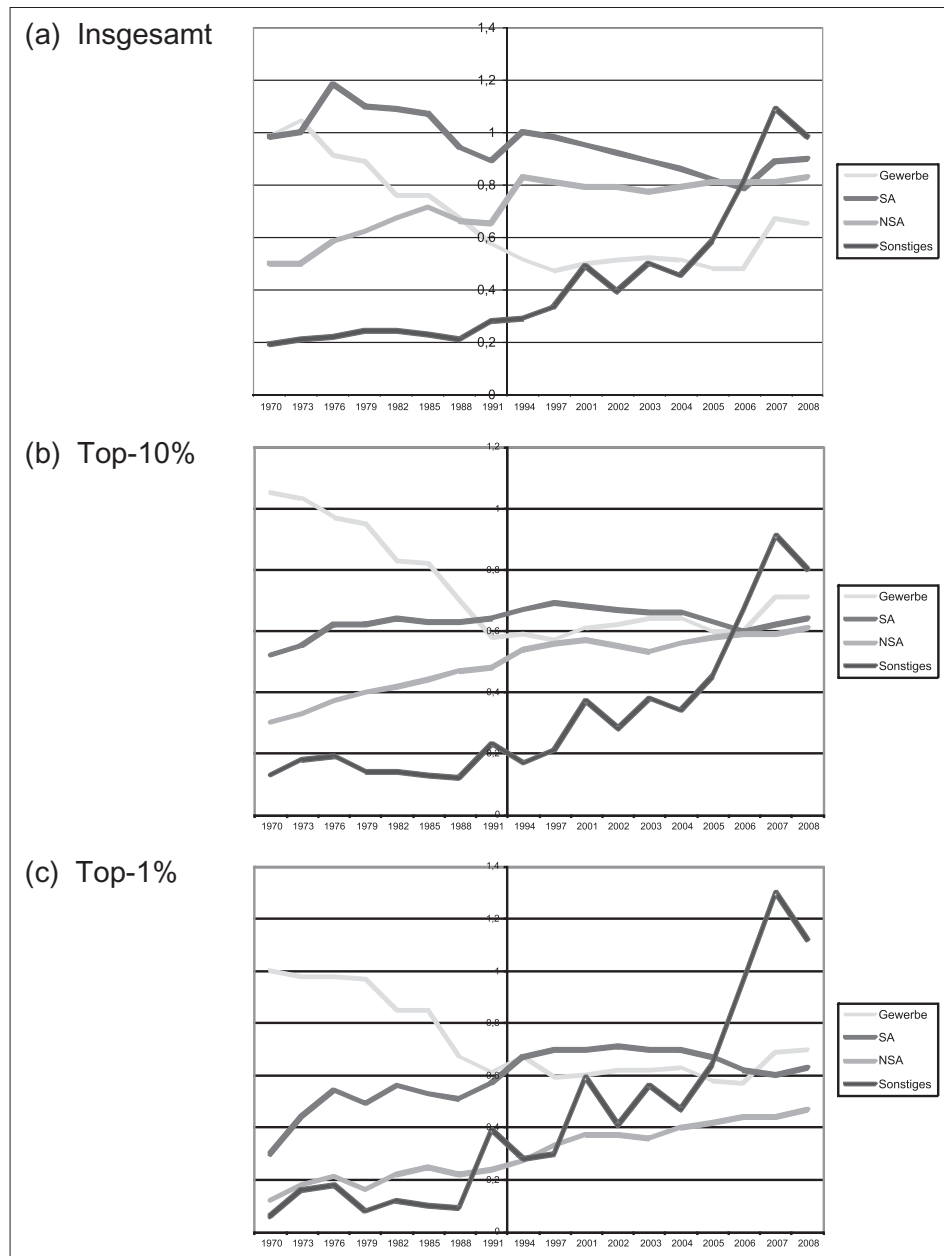 (a) Insgesamt
1,4
1,2
1
0,8
0,6
0,4
0,2
0
1970 1973 1976 1979 1982 1985 1988 1991 1994 1997 2001 2002 2003 2004 2005 2006 2007 2008
Gewerbe
SA
NSA
Sonstiges
(b) Top-10%
1,2
1
0,8
0,6
0,4
0,2
0
1970 1973 1976 1979 1982 1985 1988 1991 1994 1997 2001 2002 2003 2004 2005 2006 2007 2008
Gewerbe
SA
NSA
Sonstiges
(c) Top-1%
1,4
1,2
1
0,8
0,6
0,4
0,2
0
1970 1973 1976 1979 1982 1985 1988 1991 1994 1997 2001 2002 2003 2004 2005 2006 2007 2008
Gewerbe
SA
NSA
Sonstiges